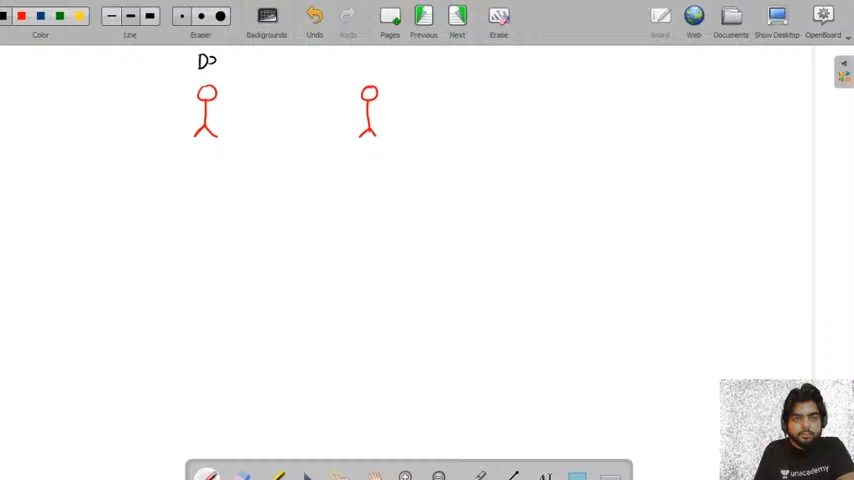 Color
Line
Eraser
Backgrounds
Undo
Redo
Pages
Previous
Next
Erase
Board
Web
Documents
Show Desktop
OpenBoard
unacademy